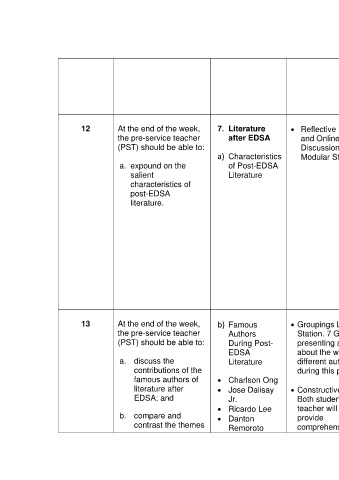 12
At the end of the week,
the pre-service teacher
(PST) should be able to:
a. expound on the
salient
characteristics of
post-EDSA
literature.
7. Literature
after EDSA
a) Characteristics
of Post-EDSA
Literature
• Reflective
and Online
Discussion
Modular St
13
At the end of the week,
the pre-service teacher
(PST) should be able to:
a. discuss the
contributions of the
famous authors of
literature after
EDSA; and
b. compare and
contrast the themes
b) Famous
Authors
During Post-
EDSA
Literature
• Charlson Ong
• Jose Dalisay
Jr.
• Ricardo Lee
• Danton
Remoroto
• Groupings L
Station. 7 G
presenting a
about the w
different aut
during this p
• Constructive
Both studen
teacher will
provide
comprehens